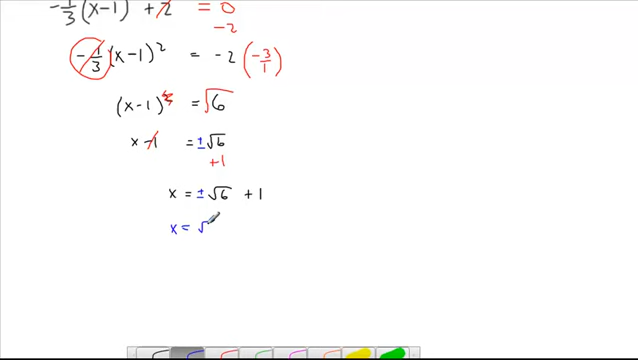 -1/3(x-1) + 2 = 0
-2
-1/3(x-1)² = -2(-3/1)
(x-1)² = √6
x-1 = ±√6
+1
x = ±√6 + 1
x = √